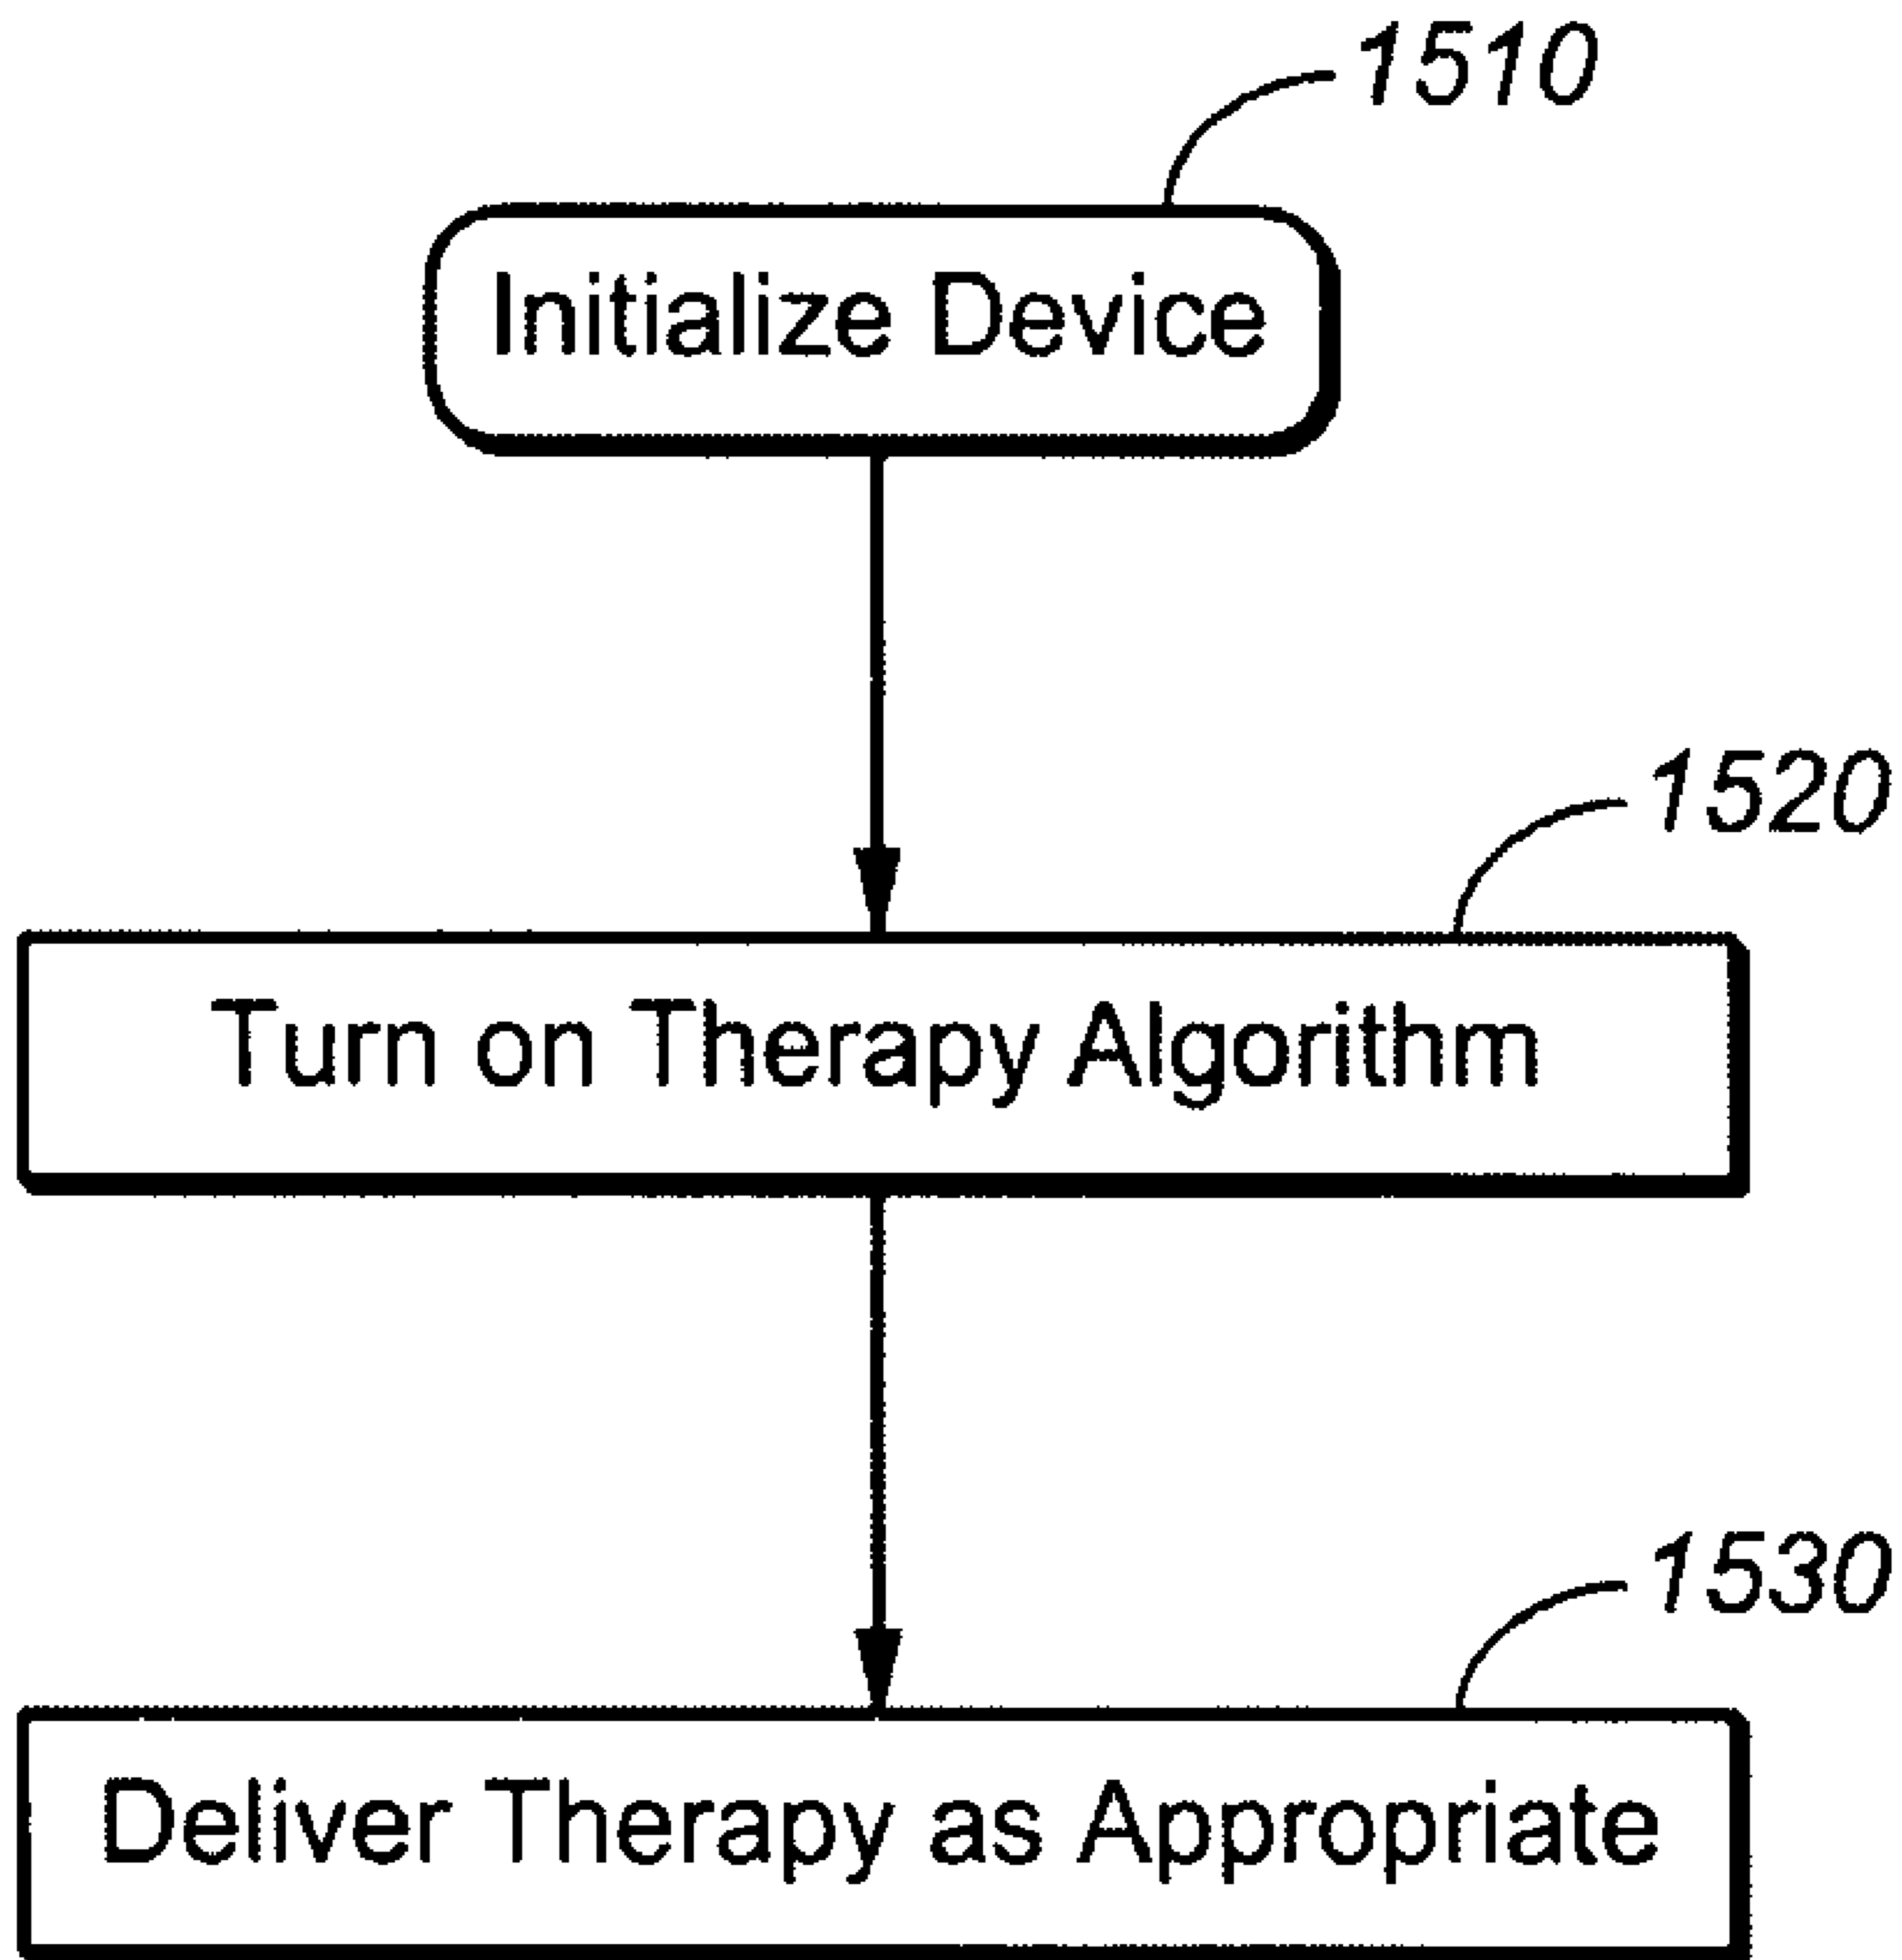 1510
Initialize Device
1520
Turn on Therapy Algorithm
1530
Deliver Therapy as Appropriate